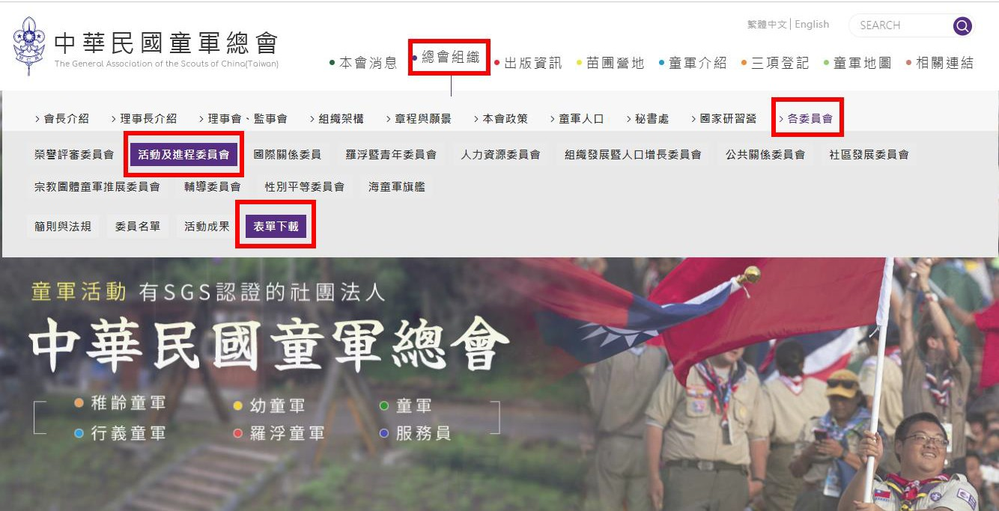 中華民國童軍總會
The General Association of the Scouts of China(Taiwan)
繁體中文 | English
SEARCH
本會消息 總會組織 出版資訊 苗圃營地 童軍介紹 三項登記 童軍地圖 相關連結
> 會長介紹 > 理事長介紹 > 理事會、監事會 > 組織架構 > 章程與願景 > 本會政策 > 童軍人口 > 秘書處 > 國家研習營 > 各委員會
榮譽評審委員會 活動及進程委員會 國際關係委員 羅浮暨青年委員會 人力資源委員會 組織發展暨人口增長委員會 公共關係委員會 社區發展委員會
宗教團體童軍推展委員會 輔導委員會 性別平等委員會 海童軍旗艦
簡則與法規 委員名單 活動成果 表單下載
童軍活動 有SGS認證的社團法人
中華民國童軍總會
稚齡童軍 幼童軍 童軍
行義童軍 羅浮童軍 服務員